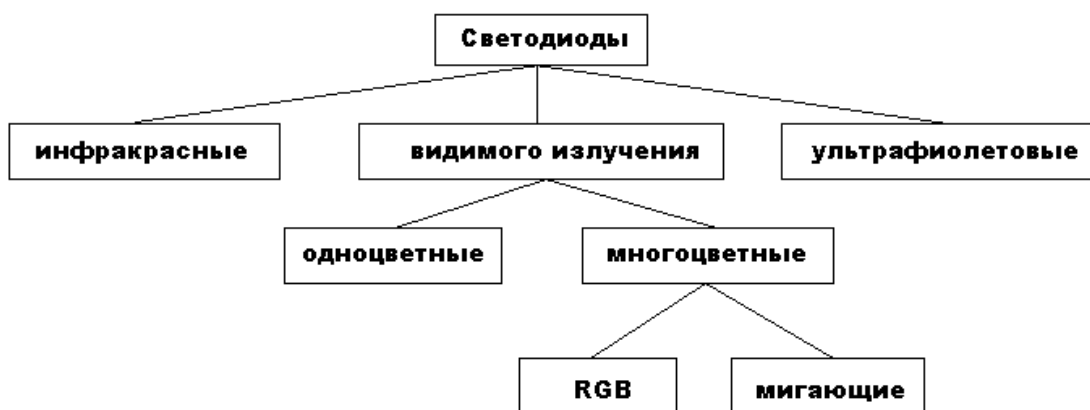 Светодиоды
инфракрасные
видимого излучения
ультрафиолетовые
одноцветные
многоцветные
RGB
мигающие